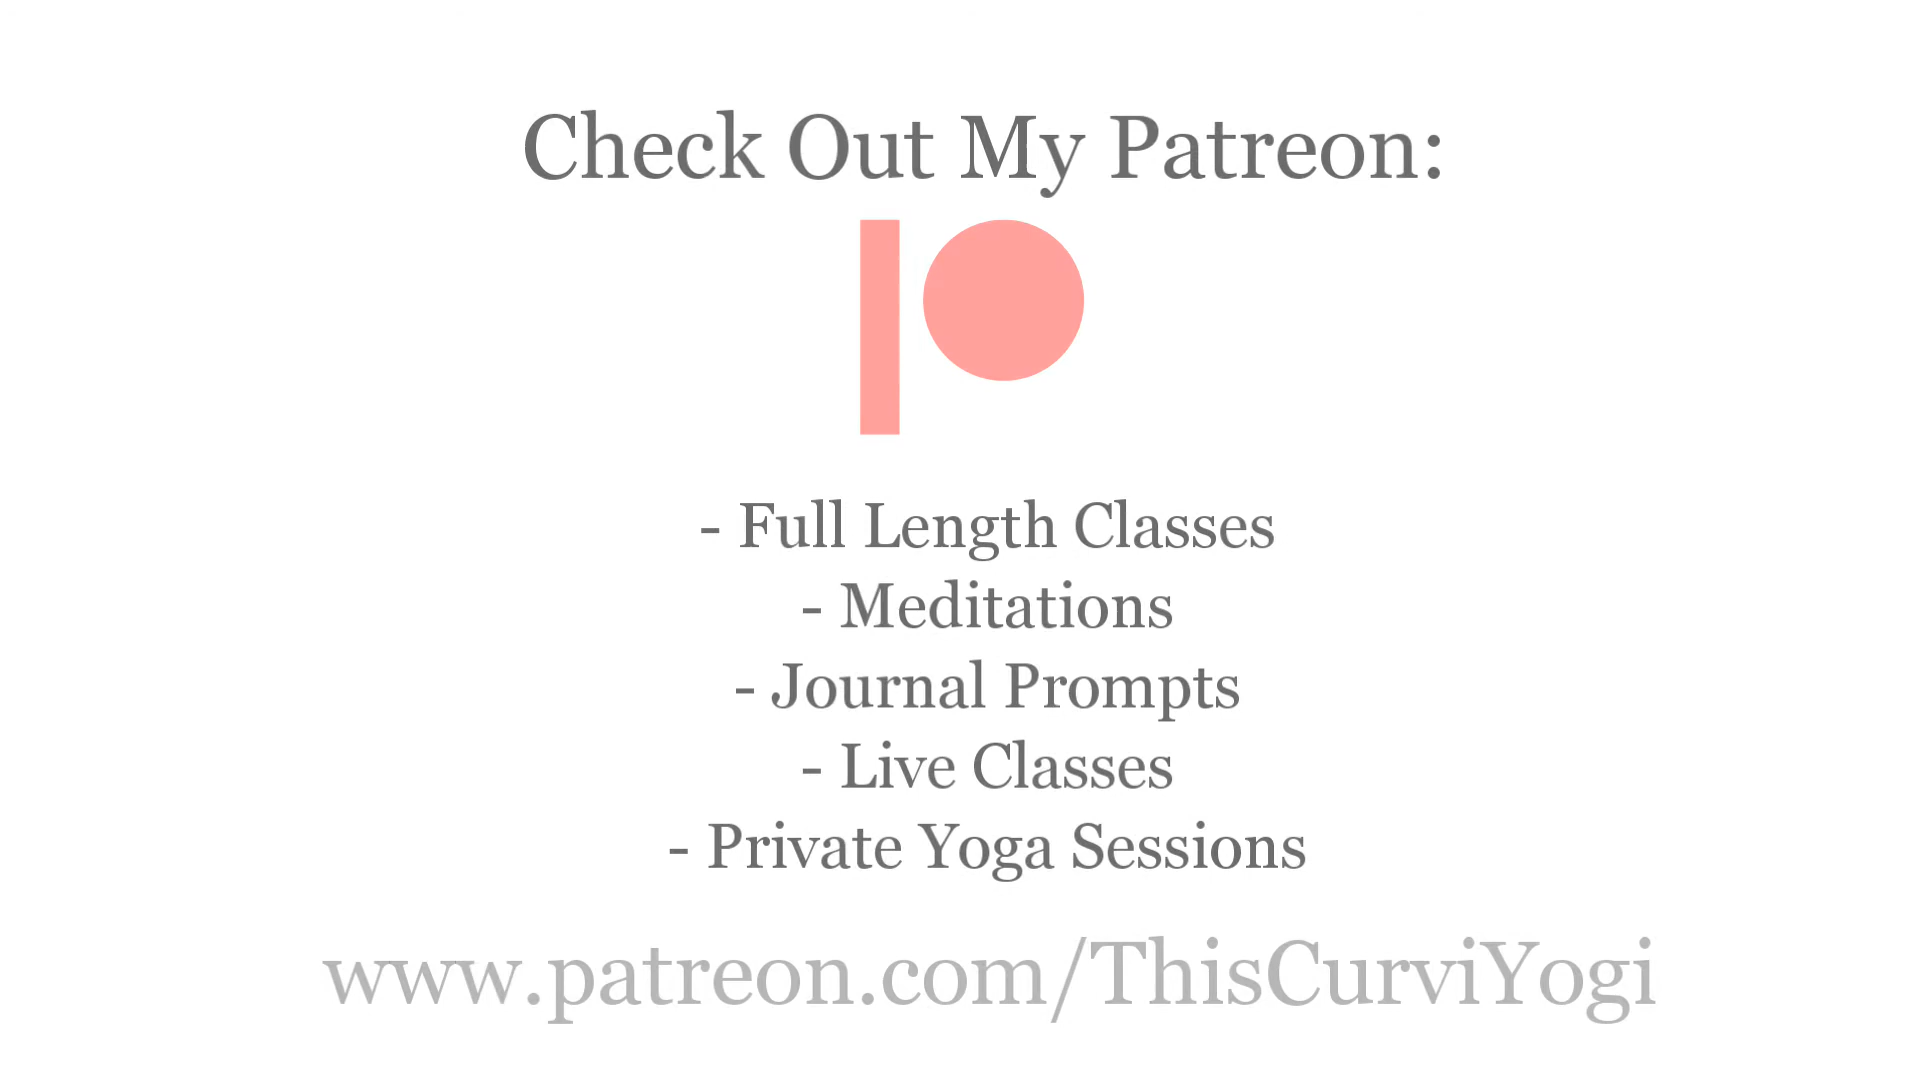 Check Out My Patreon:
- Full Length Classes
- Meditations
- Journal Prompts
- Live Classes
- Private Yoga Sessions
www.patreon.com/ThisCurviYogi